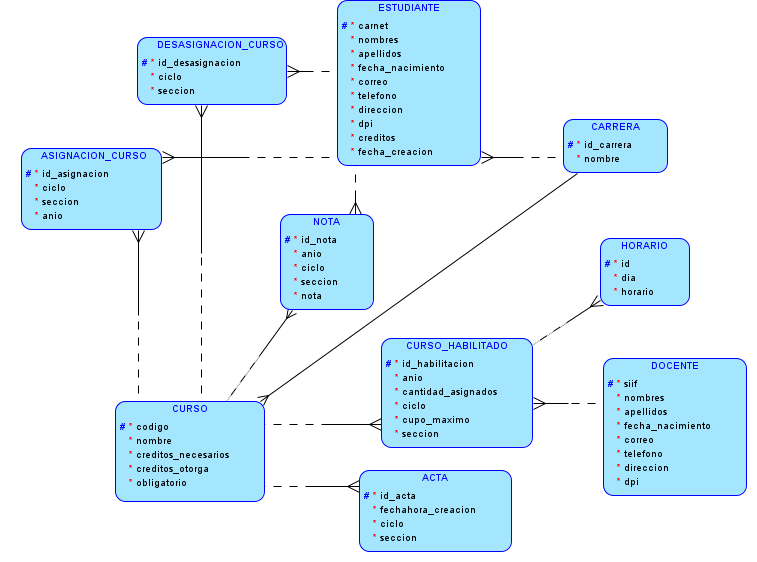 ESTUDIANTE
# * carnet
* nombres
* apellidos
* fecha_nacimiento
* correo
* telefono
* direccion
* dpi
* creditos
* fecha_creacion
DESASIGNACION_CURSO
# * id_desasignacion
* ciclo
* seccion
CARRERA
# * id_carrera
* nombre
ASIGNACION_CURSO
# * id_asignacion
* ciclo
* seccion
* anio
NOTA
# * id_nota
* anio
* ciclo
* seccion
* nota
HORARIO
# * id
* dia
* horario
CURSO_HABILITADO
# * id_habilitacion
* anio
* cantidad_asignados
* ciclo
* cupo_maximo
* seccion
DOCENTE
# * siif
* nombres
* apellidos
* fecha_nacimiento
* correo
* telefono
* direccion
* dpi
CURSO
# * codigo
* nombre
* creditos_necesarios
* creditos_otorga
* obligatorio
ACTA
# * id_acta
* fechahora_creacion
* ciclo
* seccion